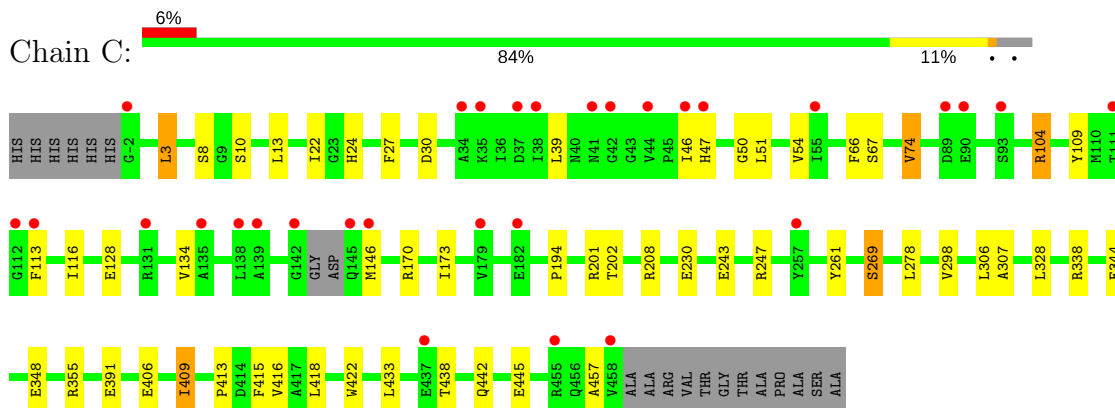 6%
Chain C:
84% 11% • •
HIS HIS HIS HIS HIS HIS G-2 L3 S8 G9 S10 L13 I22 G23 H24 F27 D30 A34 K35 I36 D37 I38 L39 N40 N41 G42 G43 V44 P45 I46 H47 G50 L51 V54 I55 F66 S67 V74 D89 E90 S93 R104 Y109 M110 T111
G112 F113 I116 E128 R131 V134 A135 L138 A139 G142 GLY ASP Q145 M146 R170 I173 V179 E182 P194 R201 T202 R208 E230 E243 R247 Y257 Y261 S269 L278 V298 L306 A307 L328 R338 E344
E348 R355 E391 E406 I409 P413 D414 F415 V416 A417 L418 W422 L433 E437 T438 Q442 E445 R455 Q456 A457 V458 ALA ALA ARG VAL THR GLY THR ALA PRO ALA SER ALA